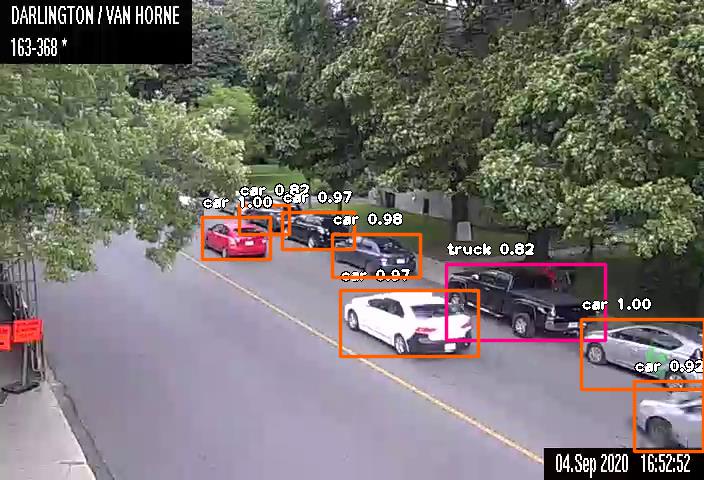 DARLINGTON / VAN HORNE
163-368 *
car 0.82
car 1.00
car 0.97
car 0.98
truck 0.82
car 0.97
car 1.00
car 0.92
04.Sep 2020 16:52:52